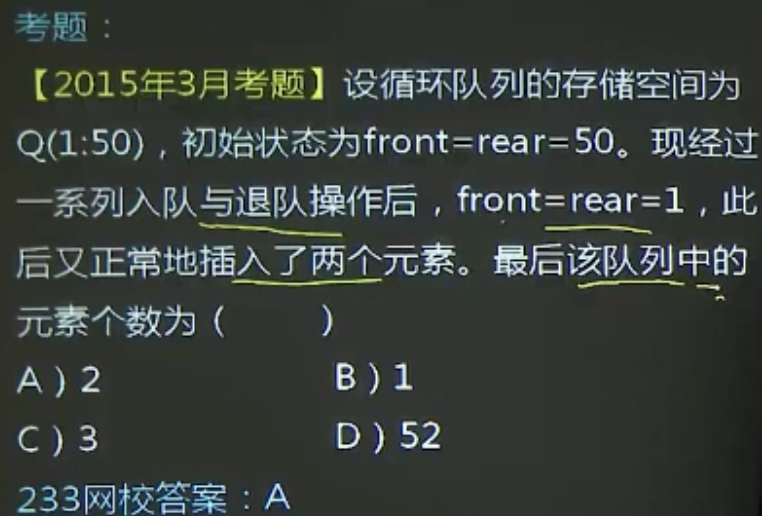 考题：
【2015年3月考题】设循环队列的存储空间为
Q(1:50)，初始状态为front=rear=50。现经过
一系列入队与退队操作后，front=rear=1，此
后又正常地插入了两个元素。最后该队列中的
元素个数为（　　）
A）2　　B）1
C）3　　D）52
233网校答案：A